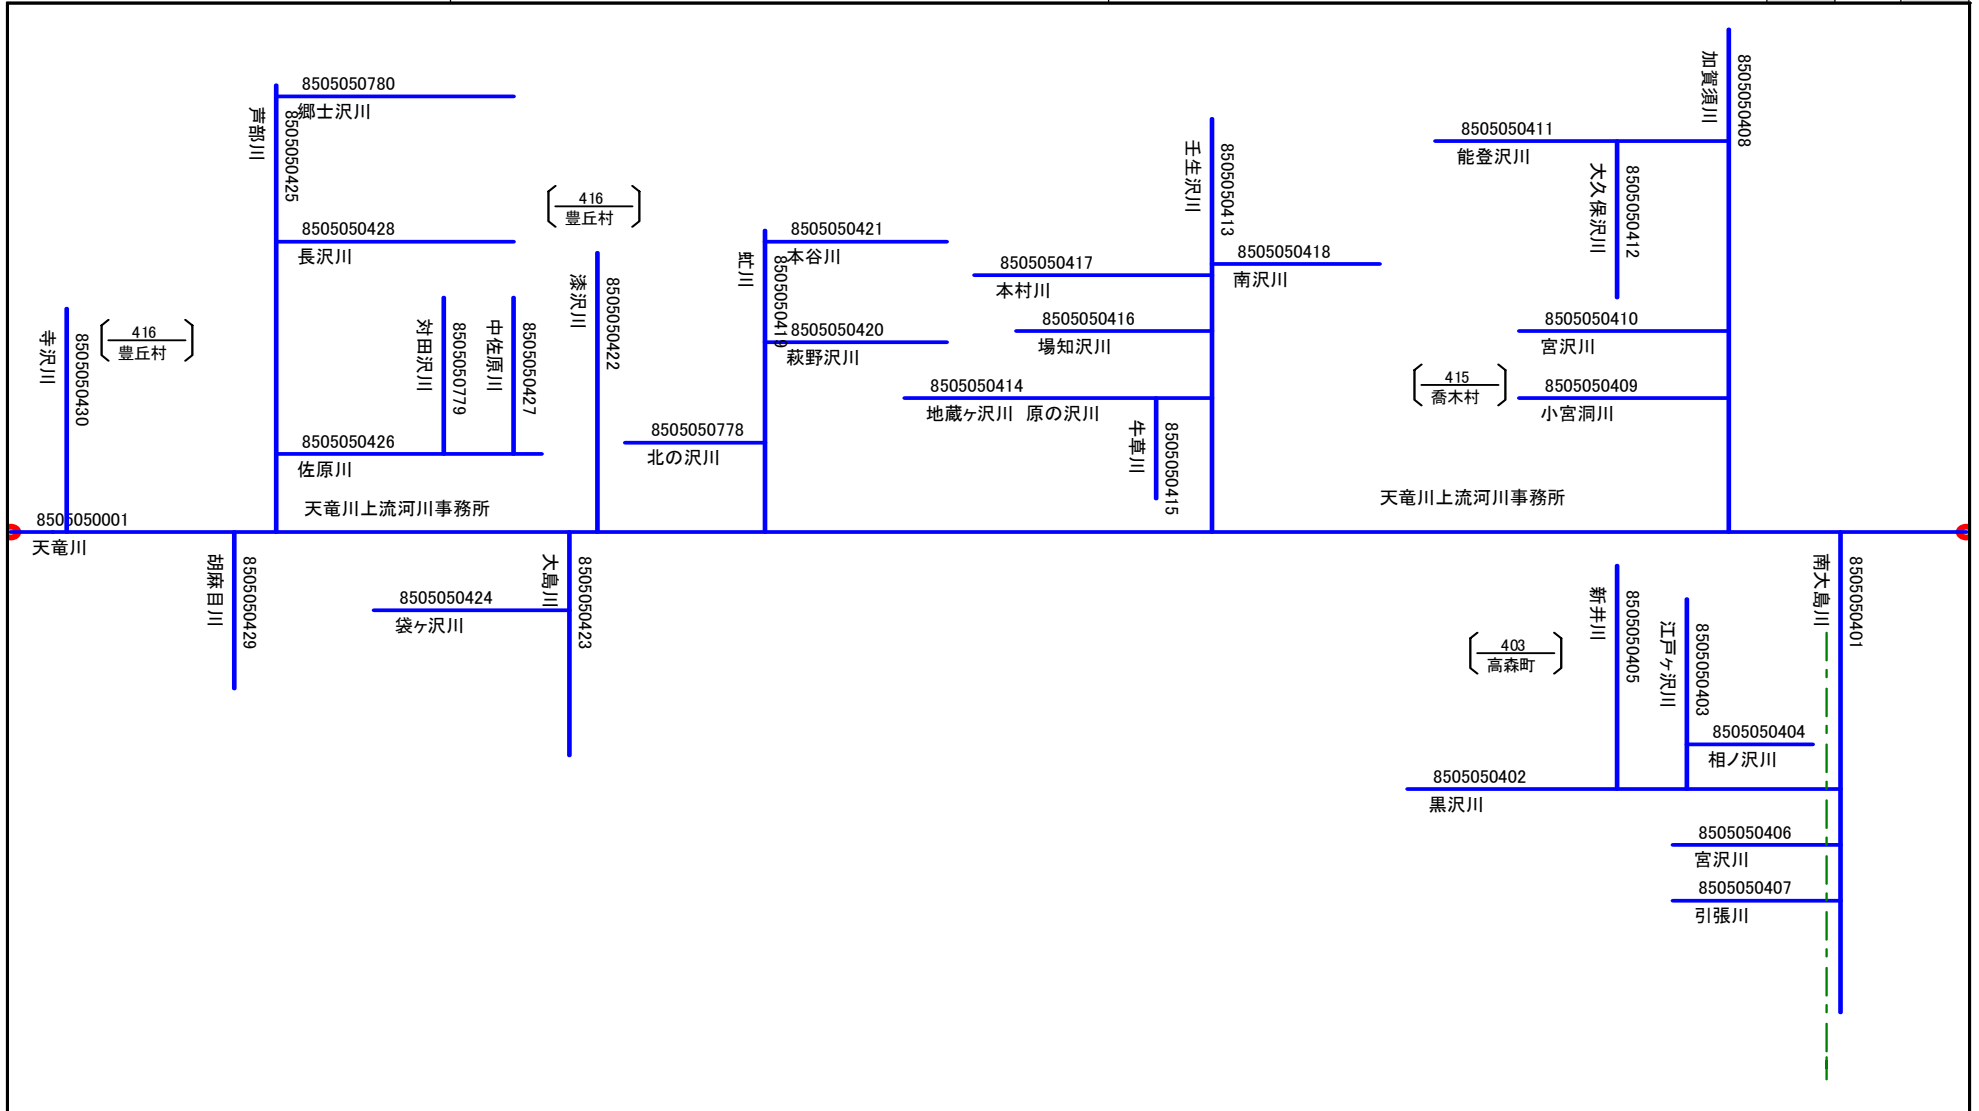 8505050780
郷士沢川
芦部川
8505050425
8505050428
長沢川
416
豊丘村
寺沢川
8505050430
416
豊丘村
対田沢川
8505050779
中佐原川
8505050427
8505050426
佐原川
漆沢川
8505050422
虻川
8505050419
8505050421
本谷川
8505050420
萩野沢川
8505050778
北の沢川
壬生沢川
8505050413
8505050417
本村川
8505050418
南沢川
8505050416
場知沢川
8505050414
地蔵ヶ沢川 原の沢川
牛草川
8505050415
加賀須川
8505050408
8505050411
能登沢川
大久保沢川
8505050412
8505050410
宮沢川
8505050409
小宮洞川
415
喬木村
天竜川上流河川事務所
天竜川上流河川事務所
8505050001
天竜川
胡麻目川
8505050429
8505050424
袋ヶ沢川
大島川
8505050423
403
高森町
新井川
8505050405
江戸ヶ沢川
8505050403
南大島川
8505050401
8505050404
相ノ沢川
8505050402
黒沢川
8505050406
宮沢川
8505050407
引張川